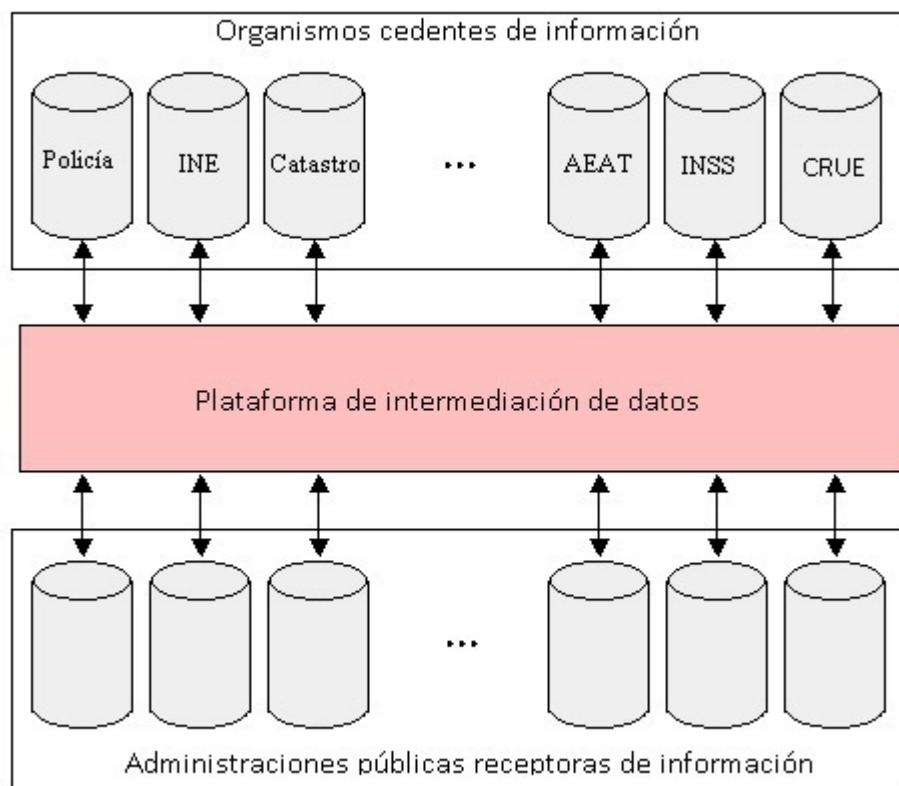 Organismos cedentes de información
Policía
INE
Catastro
...
AEAT
INSS
CRUE
Plataforma de intermediación de datos
...
Administraciones públicas receptoras de información